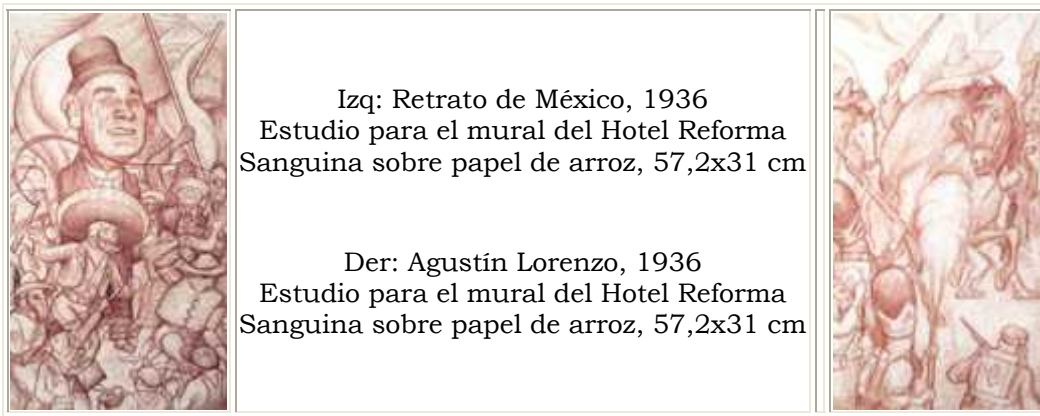 Izq: Retrato de México, 1936
Estudio para el mural del Hotel Reforma
Sanguina sobre papel de arroz, 57,2x31 cm
Der: Agustín Lorenzo, 1936
Estudio para el mural del Hotel Reforma
Sanguina sobre papel de arroz, 57,2x31 cm